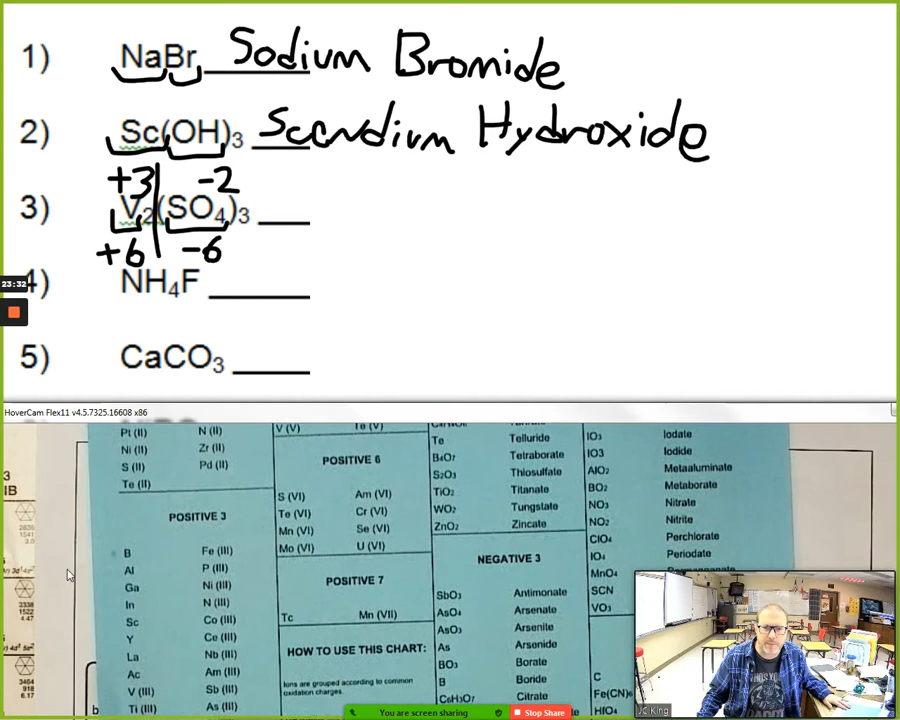 1) NaBr Sodium Bromide
2) Sc(OH)3 Scandium Hydroxide
+3 -2
3) V2(SO4)3
+6 -6
23:32
4) NH4F
5) CaCO3
HoverCam Flex11 v4.5.7325.16608 x86
3
IB
Pt (II) N (II)
Ni (II) Zr (II)
S (II) Pd (II)
Te (II)
POSITIVE 3
B Fe (III)
Al P (III)
Ga Ni (III)
In N (III)
Sc Co (III)
Y Ce (III)
La Nb (III)
Ac Am (III)
V (III) Sb (III)
Ti (III) As (III)
V (V) Te (V)
POSITIVE 6
S (VI) Am (VI)
Te (VI) Cr (VI)
Mn (VI) Se (VI)
Mo (VI) U (VI)
POSITIVE 7
Tc Mn (VII)
HOW TO USE THIS CHART:
Ions are grouped according to common
oxidation charges.
Te Telluride
B4O7 Tetraborate
S2O3 Thiosulfate
TiO2 Titanate
WO2 Tungstate
ZnO2 Zincate
NEGATIVE 3
SbO3 Antimonate
AsO4 Arsenate
AsO3 Arsenite
As Arsenide
BO3 Borate
B Boride
C6H3O7 Citrate
IO3 Iodate
IO3 Iodide
AlO2 Metaaluminate
BO2 Metaborate
NO3 Nitrate
NO2 Nitrite
ClO4 Perchlorate
IO4 Periodate
MnO4
SCN
VO3
C
Fe(CN)6
HIO4
JC King
You are screen sharing
Stop Share